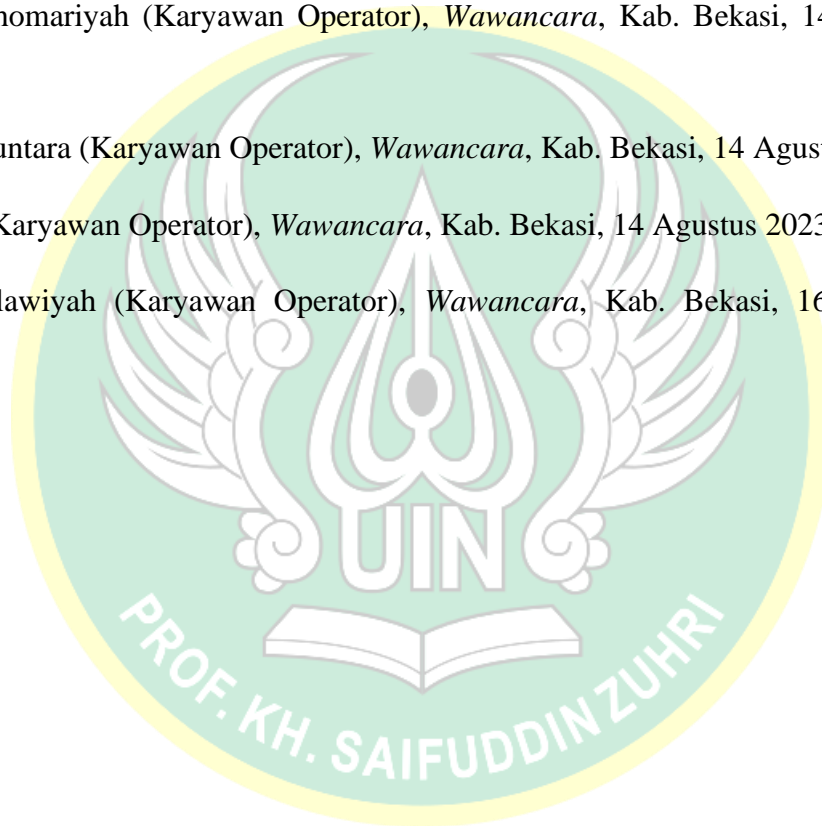 homariyah (Karyawan Operator), Wawancara, Kab. Bekasi, 14
untara (Karyawan Operator), Wawancara, Kab. Bekasi, 14 Agust
Karyawan Operator), Wawancara, Kab. Bekasi, 14 Agustus 2023
lawiyah (Karyawan Operator), Wawancara, Kab. Bekasi, 16
UIN
PROF. KH. SAIFUDDIN ZUHRI